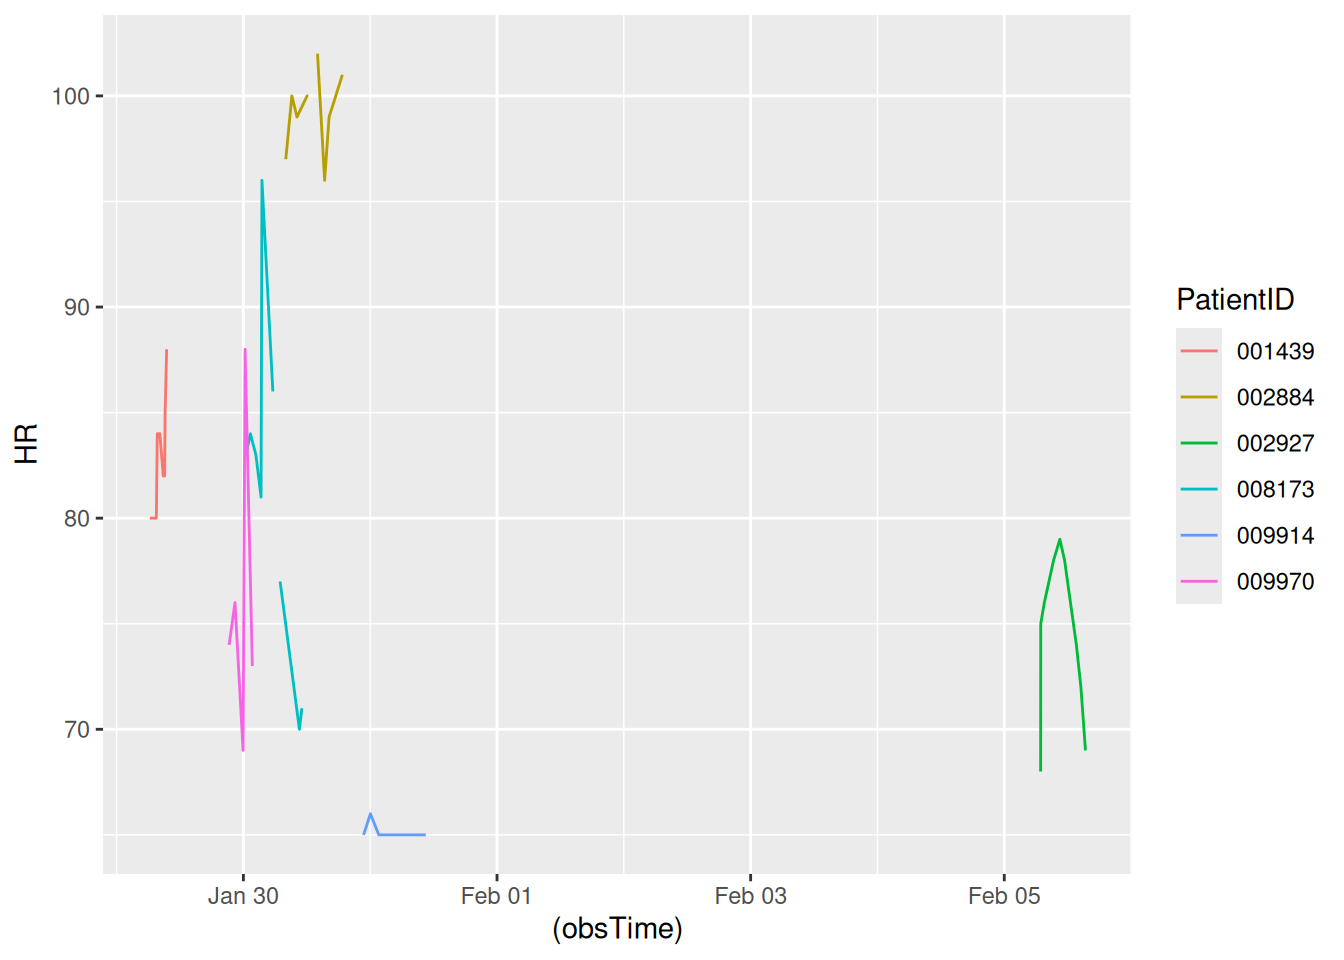 100
90
80
70
HR
Jan 30
Feb 01
Feb 03
Feb 05
(obsTime)
PatientID
001439
002884
002927
008173
009914
009970